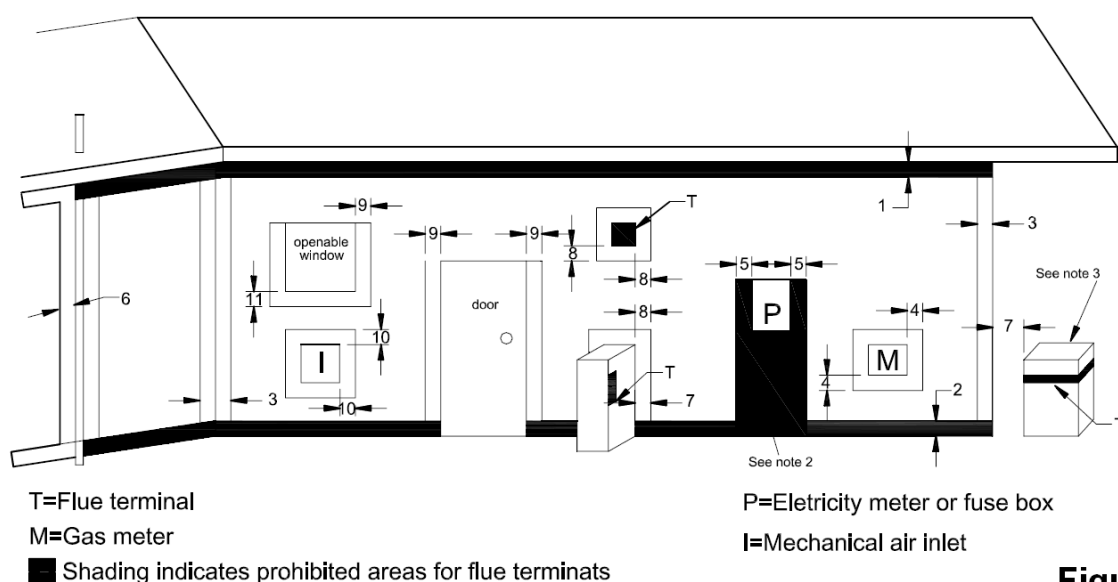 1
3
9
T
openable
window
9
9
8
8
5
5
See note 3
6
11
door
P
4
7
8
10
I
M
T
4
2
3
10
7
T
See note 2
T=Flue terminal
P=Eletricity meter or fuse box
M=Gas meter
I=Mechanical air inlet
Shading indicates prohibited areas for flue terminats
Figu